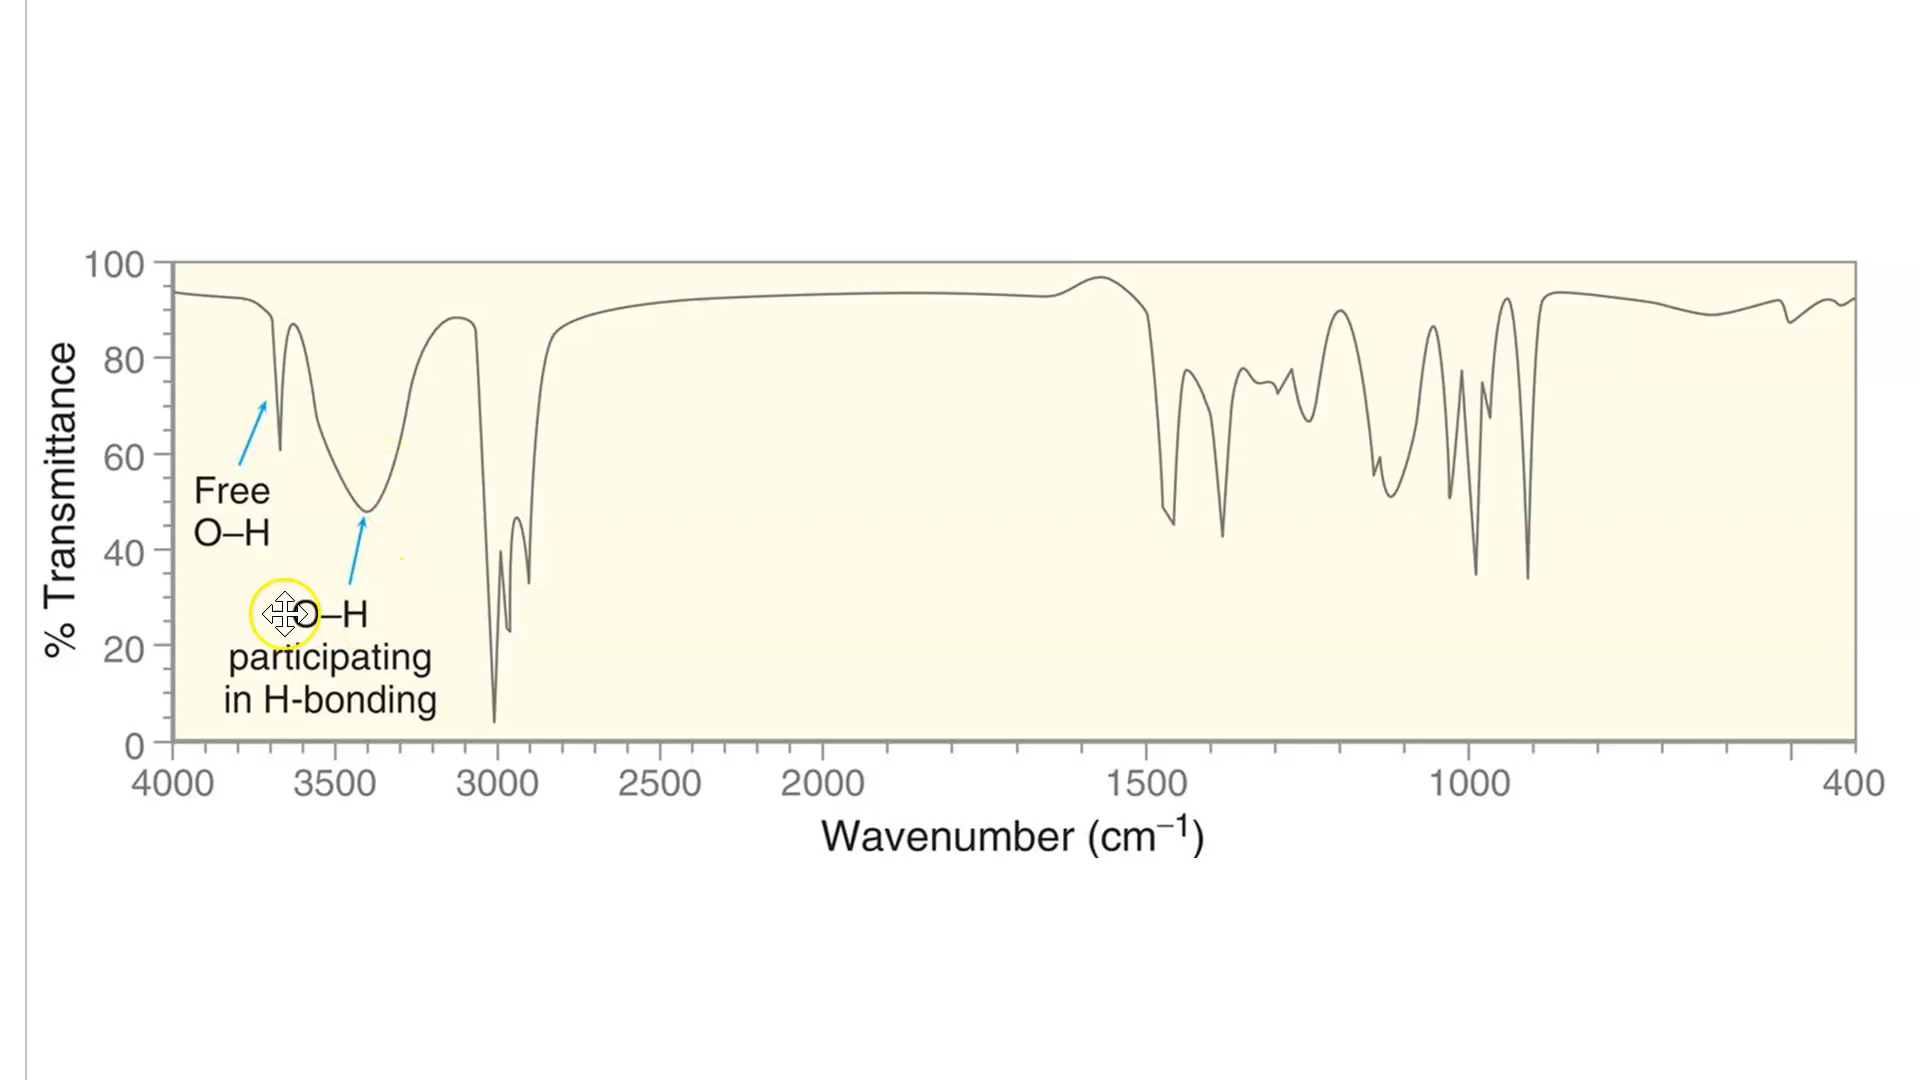 100
80
60
40
20
0
% Transmittance
Free
O–H
O–H
participating
in H-bonding
4000 3500 3000 2500 2000 1500 1000 400
Wavenumber (cm⁻¹)